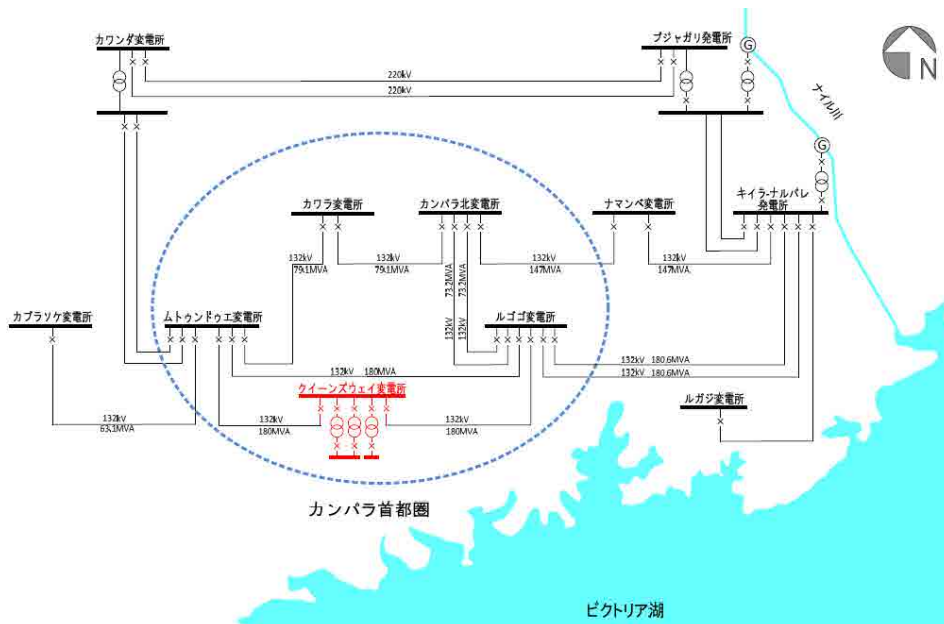 カワンダ変電所
ブジャガリ発電所
G
N
220kV
220kV
ナイル川
G
カワラ変電所
カンパラ北変電所
ナマンベ変電所
キイラ-ナルバレ
発電所
132kV
79.1MVA
132kV
79.1MVA
132kV
73.2MVA
132kV
73.2MVA
132kV
147MVA
132kV
147MVA
カブラソケ変電所
ムトゥンドゥエ変電所
ルゴゴ変電所
132kV 180.6MVA
132kV 180.6MVA
132kV 180MVA
クイーンズウェイ変電所
ルガジ変電所
132kV
63.1MVA
132kV
180MVA
132kV
180MVA
カンパラ首都圏
ビクトリア湖